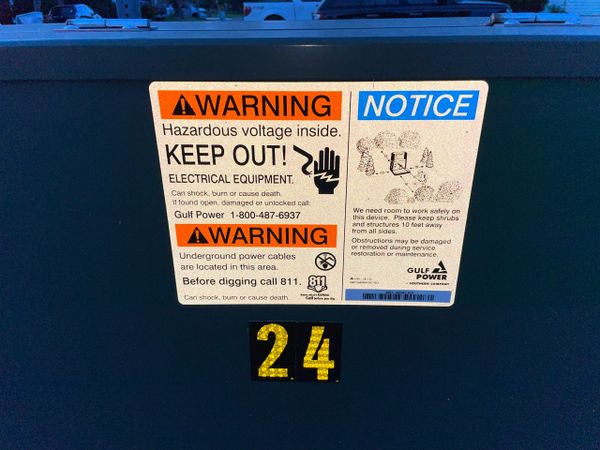 WARNING
Hazardous voltage inside.
KEEP OUT!
ELECTRICAL EQUIPMENT.
Can shock, burn or cause death.
If found open, damaged or unlocked call:
Gulf Power 1-800-487-6937
WARNING
Underground power cables
are located in this area.
Before digging call 811.
Can shock, burn or cause death.
811
NOTICE
We need room to work safely on
this device. Please keep shrubs
and structures 10 feet away
from all sides.
Obstructions may be damaged
or removed during service
restoration or maintenance.
GULF
POWER
A SOUTHERN COMPANY
24